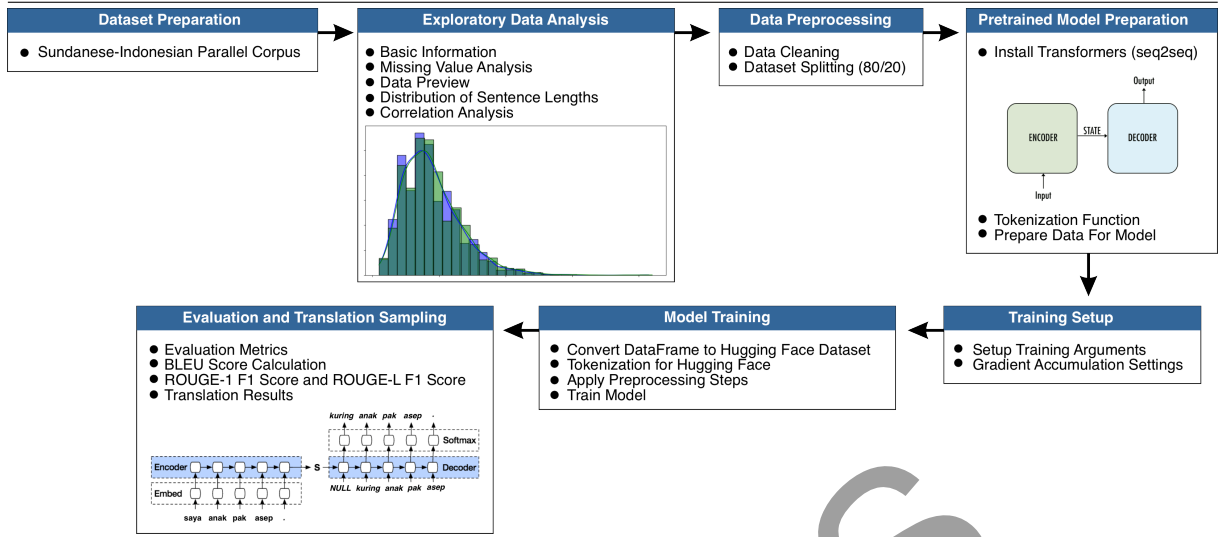 Dataset Preparation
● Sundanese-Indonesian Parallel Corpus
Exploratory Data Analysis
● Basic Information
● Missing Value Analysis
● Data Preview
● Distribution of Sentence Lengths
● Correlation Analysis
Data Preprocessing
● Data Cleaning
● Dataset Splitting (80/20)
Pretrained Model Preparation
● Install Transformers (seq2seq)
Output
ENCODER
STATE
DECODER
Input
● Tokenization Function
● Prepare Data For Model
Training Setup
● Setup Training Arguments
● Gradient Accumulation Settings
Model Training
● Convert DataFrame to Hugging Face Dataset
● Tokenization for Hugging Face
● Apply Preprocessing Steps
● Train Model
Evaluation and Translation Sampling
● Evaluation Metrics
● BLEU Score Calculation
● ROUGE-1 F1 Score and ROUGE-L F1 Score
● Translation Results
kuring anak pak asep .
Softmax
Encoder
S
Decoder
NULL kuring anak pak asep
Embed
saya anak pak asep .